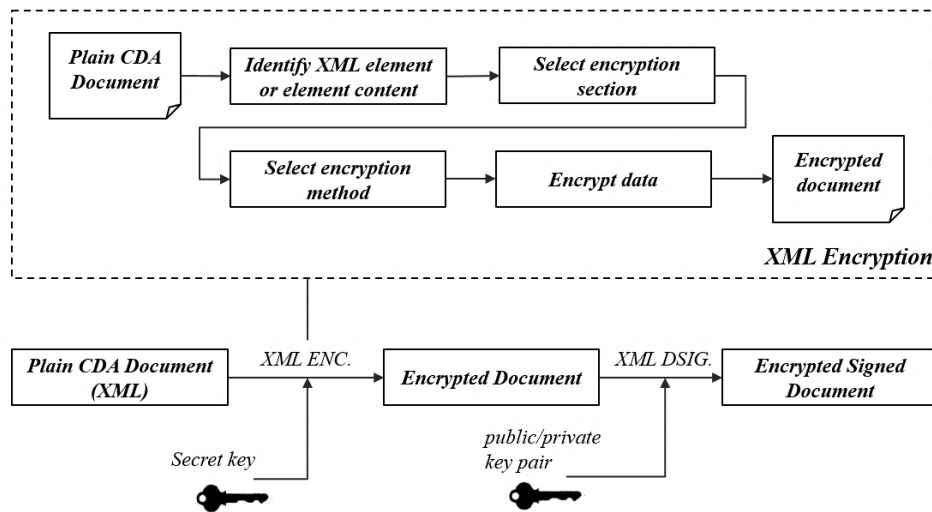 Plain CDA
Document
Identify XML element
or element content
Select encryption
section
Select encryption
method
Encrypt data
Encrypted
document
XML Encryption
Plain CDA Document
(XML)
XML ENC.
Encrypted Document
XML DSIG.
Encrypted Signed
Document
Secret key
public/private
key pair